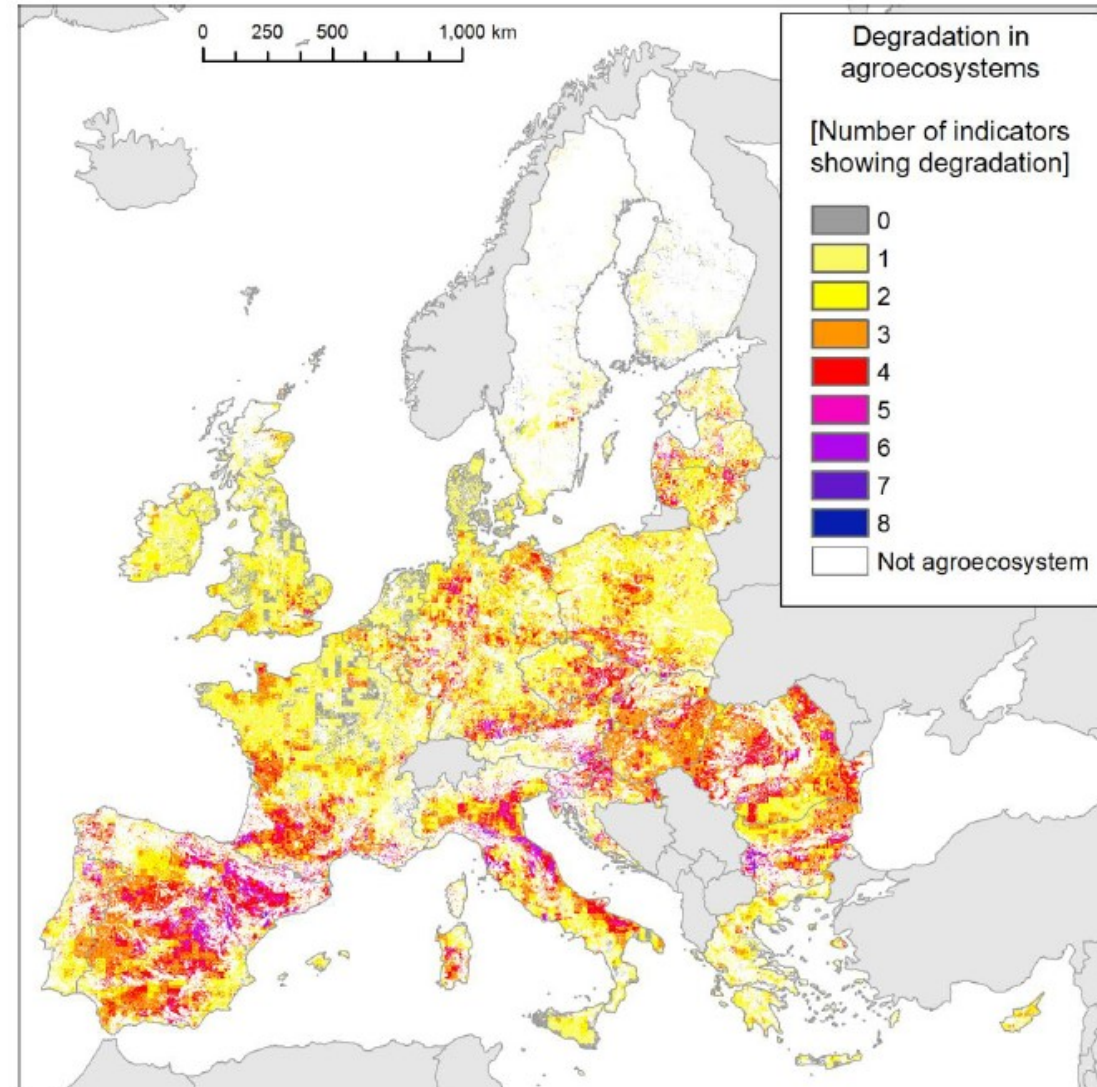 0 250 500 1,000 km
Degradation in
agroecosystems
[Number of indicators
showing degradation]
0
1
2
3
4
5
6
7
8
Not agroecosystem